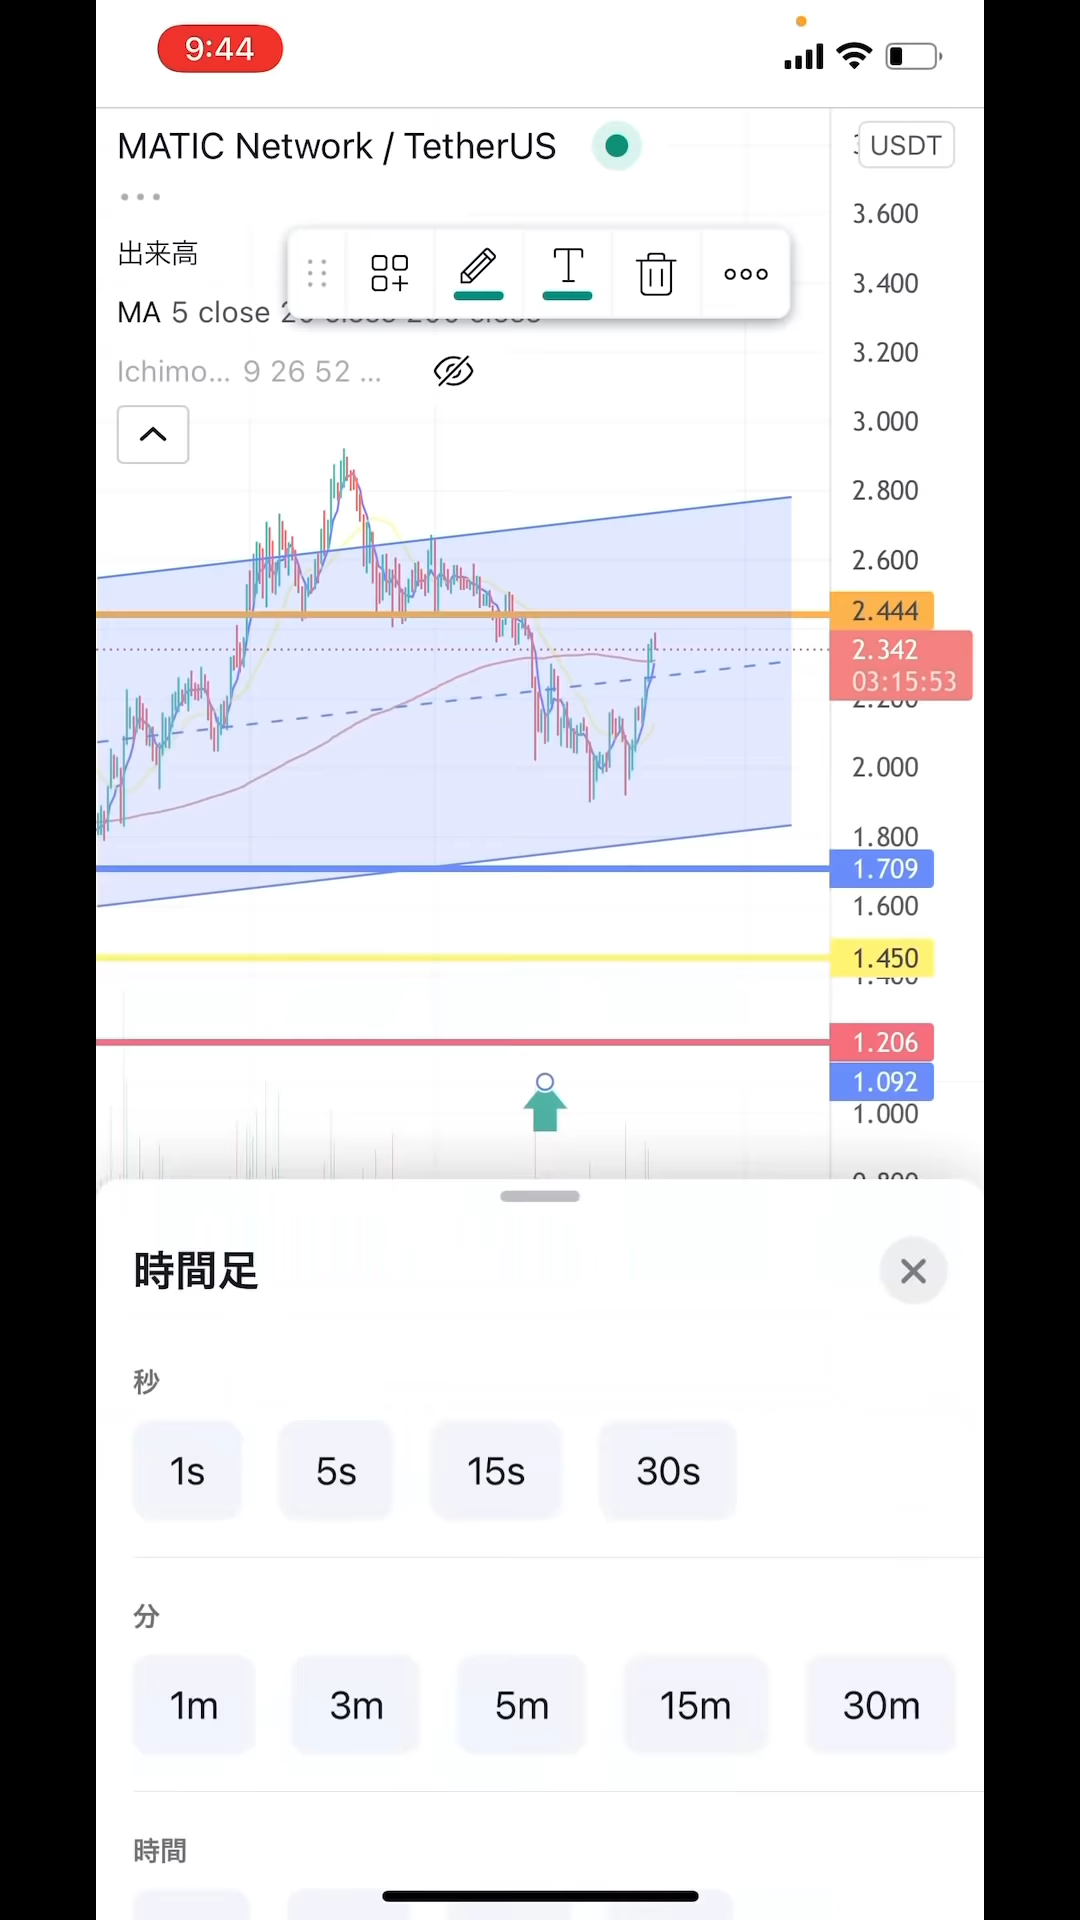 9:44
MATIC Network / TetherUS
USDT
3.600
出来高
3.400
MA 5 close
3.200
Ichimo... 9 26 52 ...
3.000
2.800
2.600
2.444
2.342
03:15:53
2.000
1.800
1.709
1.600
1.450
1.206
1.092
1.000
時間足
秒
1s 5s 15s 30s
分
1m 3m 5m 15m 30m
時間